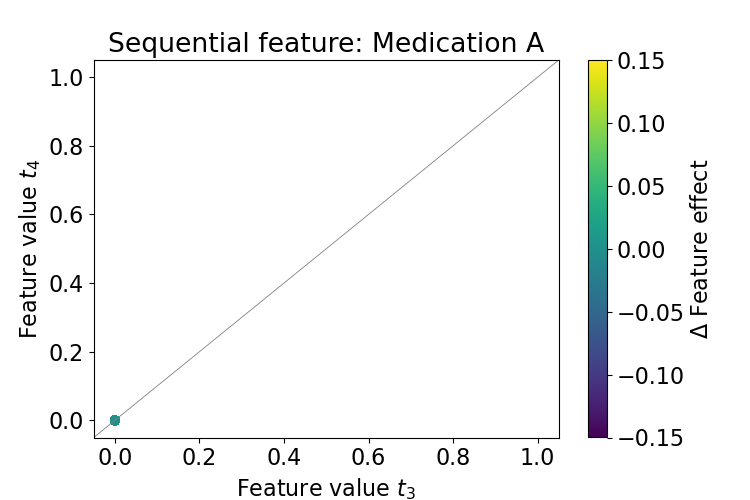 Sequential feature: Medication A
1.0
0.8
0.6
0.4
0.2
0.0
Feature value t₄
0.0 0.2 0.4 0.6 0.8 1.0
Feature value t₃
0.15
0.10
0.05
0.00
−0.05
−0.10
−0.15
Δ Feature effect